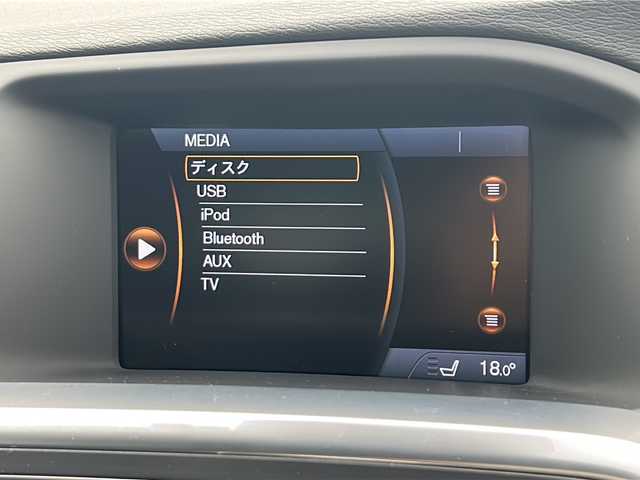 MEDIA
ディスク
USB
iPod
Bluetooth
AUX
TV
18.0°